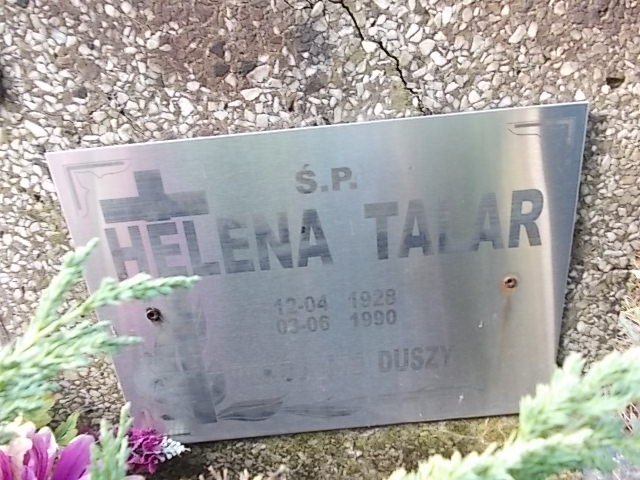 Ś.P.
HELENA TALAR
12-04 1928
03-06 1990
DUSZY